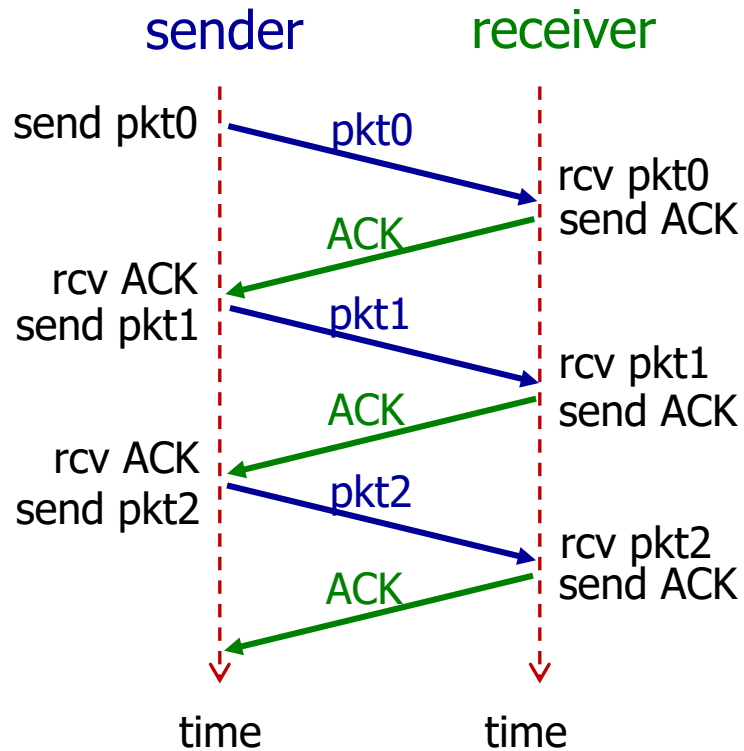 sender
receiver
send pkt0
pkt0
rcv pkt0
send ACK
ACK
rcv ACK
send pkt1
pkt1
rcv pkt1
send ACK
ACK
rcv ACK
send pkt2
pkt2
rcv pkt2
send ACK
ACK
time
time